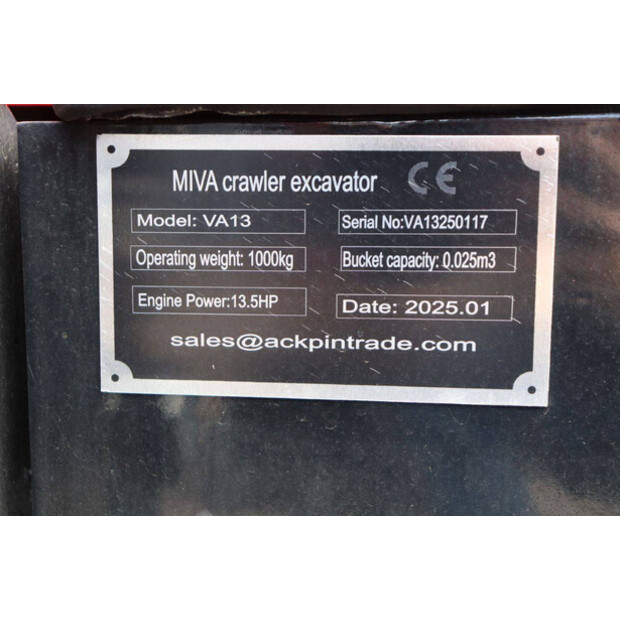 MIVA crawler excavator CE
Model: VA13
Serial No:VA13250117
Operating weight: 1000kg
Bucket capacity: 0.025m3
Engine Power:13.5HP
Date: 2025.01
sales@ackpintrade.com